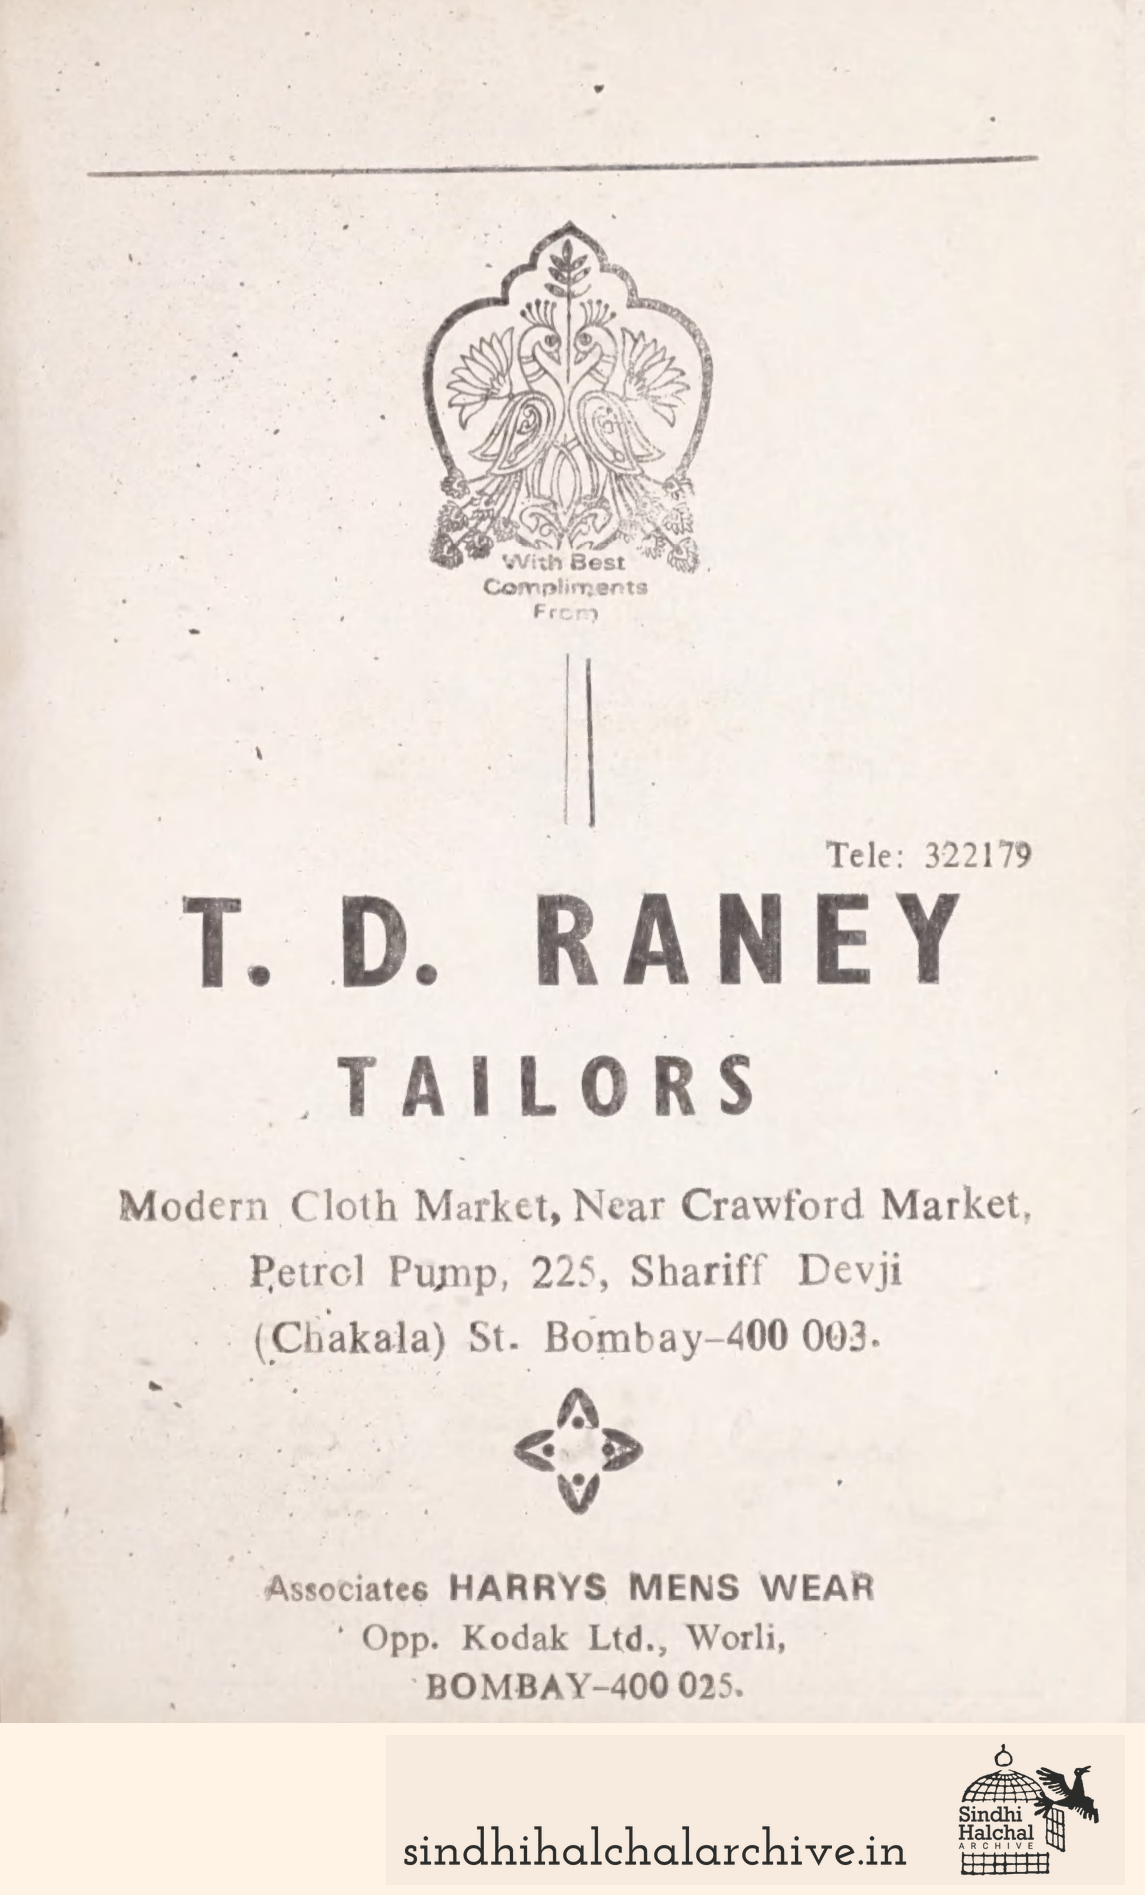 With Best
Compliments
From
Tele: 322179
T. D. RANEY
TAILORS
Modern Cloth Market, Near Crawford Market,
Petrol Pump, 225, Shariff Devji
(Chakala) St. Bombay–400 003.
Associates HARRYS MENS WEAR
Opp. Kodak Ltd., Worli,
BOMBAY–400 025.
sindhihalchalarchive.in
Sindhi
Halchal
ARCHIVE